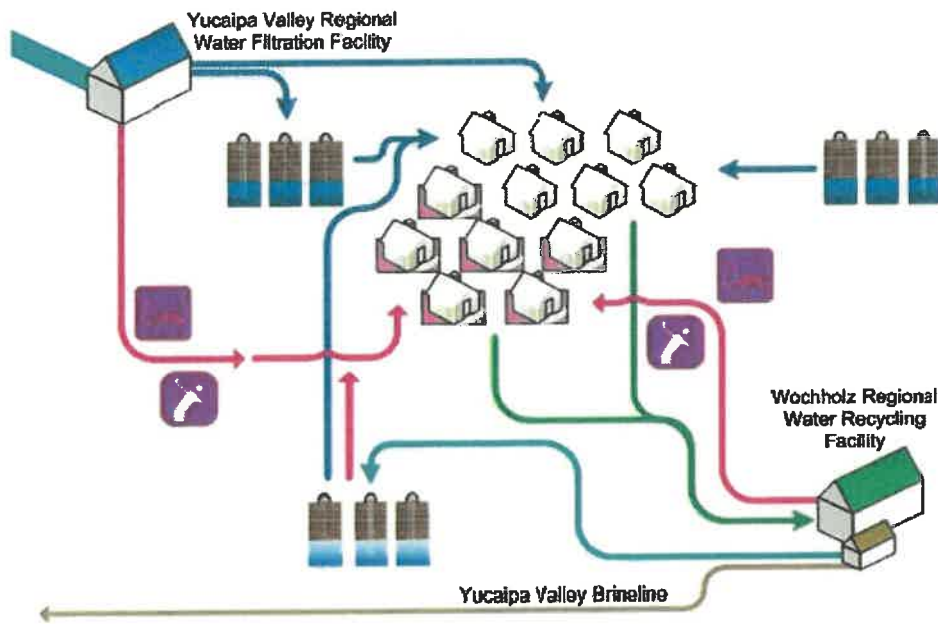 Yucaipa Valley Regional
Water Filtration Facility
Wochholz Regional
Water Recycling
Facility
Yucaipa Valley Brineline